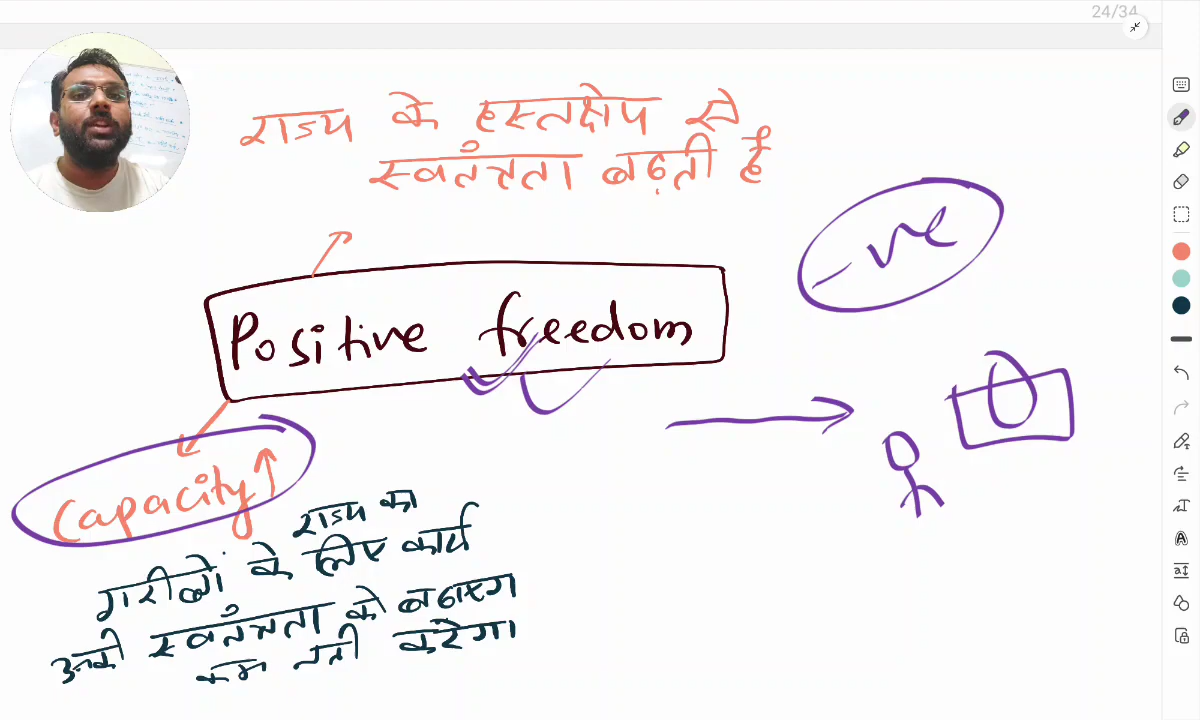 24/34
राज्य के हस्तक्षेप से
स्वतंत्रता बढ़ती है
-ve
Positive freedom
Capacity ↑
राज्य का
गरीबों के लिए कार्य
उनकी स्वतंत्रता को बढाएगा
कम नही करेगा।